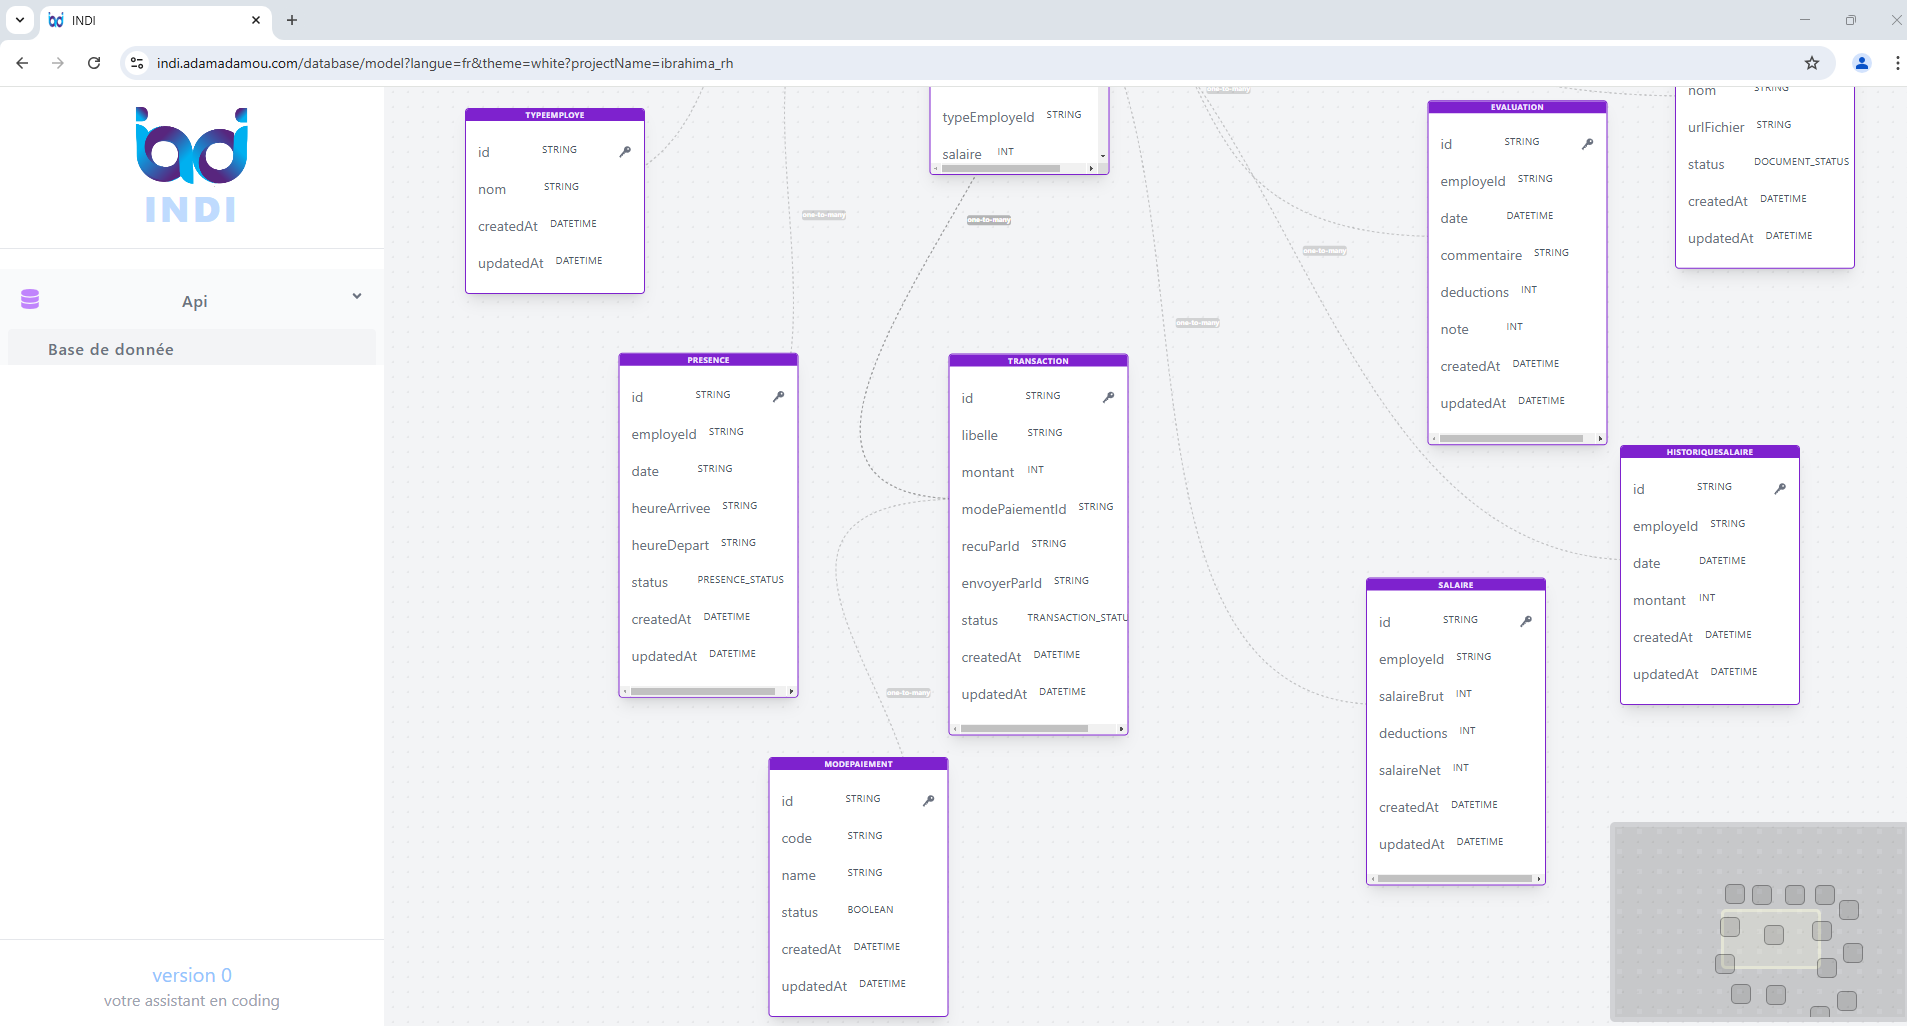 INDI
indi.adamadamou.com/database/model?langue=fr&theme=white?projectName=ibrahima_rh
INDI
Api
Base de donnée
version 0
votre assistant en coding
TYPEEMPLOYE
id STRING
nom STRING
createdAt DATETIME
updatedAt DATETIME
typeEmployeId STRING
salaire INT
one-to-many
one-to-many
one-to-many
one-to-many
one-to-many
one-to-many
EVALUATION
id STRING
employeId STRING
date DATETIME
commentaire STRING
deductions INT
note INT
createdAt DATETIME
updatedAt DATETIME
nom STRING
urlFichier STRING
status DOCUMENT_STATUS
createdAt DATETIME
updatedAt DATETIME
PRESENCE
id STRING
employeId STRING
date STRING
heureArrivee STRING
heureDepart STRING
status PRESENCE_STATUS
createdAt DATETIME
updatedAt DATETIME
TRANSACTION
id STRING
libelle STRING
montant INT
modePaiementId STRING
recuParId STRING
envoyerParId STRING
status TRANSACTION_STATU
createdAt DATETIME
updatedAt DATETIME
HISTORIQUESALAIRE
id STRING
employeId STRING
date DATETIME
montant INT
createdAt DATETIME
updatedAt DATETIME
SALAIRE
id STRING
employeId STRING
salaireBrut INT
deductions INT
salaireNet INT
createdAt DATETIME
updatedAt DATETIME
MODEPAIEMENT
id STRING
code STRING
name STRING
status BOOLEAN
createdAt DATETIME
updatedAt DATETIME